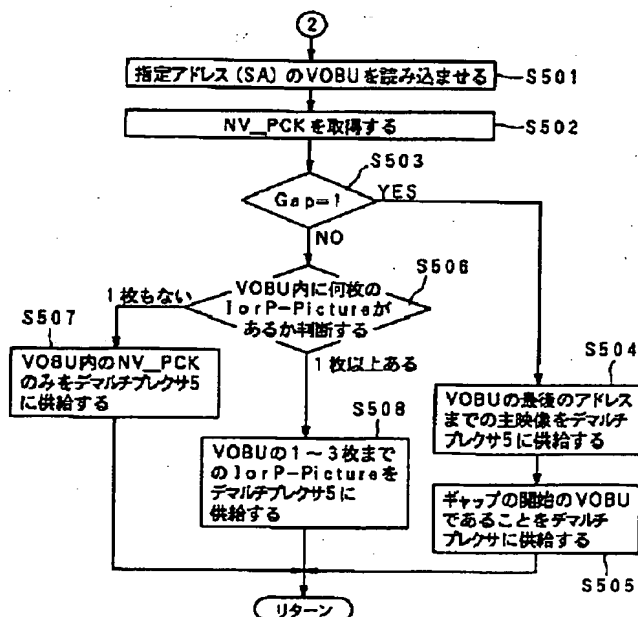 2
指定アドレス(SA)のVOBUを読み込ませる
S501
NV_PCKを取得する
S502
S503
Gap=1
YES
NO
S506
VOBU内に何枚の
IorP-Pictureが
あるか判断する
1枚もない
S507
1枚以上ある
VOBU内のNV_PCK
のみをデマルチプレクサ5
に供給する
S508
VOBUの1〜3枚まで
のIorP-Pictureを
デマルチプレクサ5に
供給する
S504
VOBUの最後のアドレス
までの主映像をデマルチ
プレクサ5に供給する
ギャップの開始のVOBU
であることをデマルチ
プレクサに供給する
S505
リターン